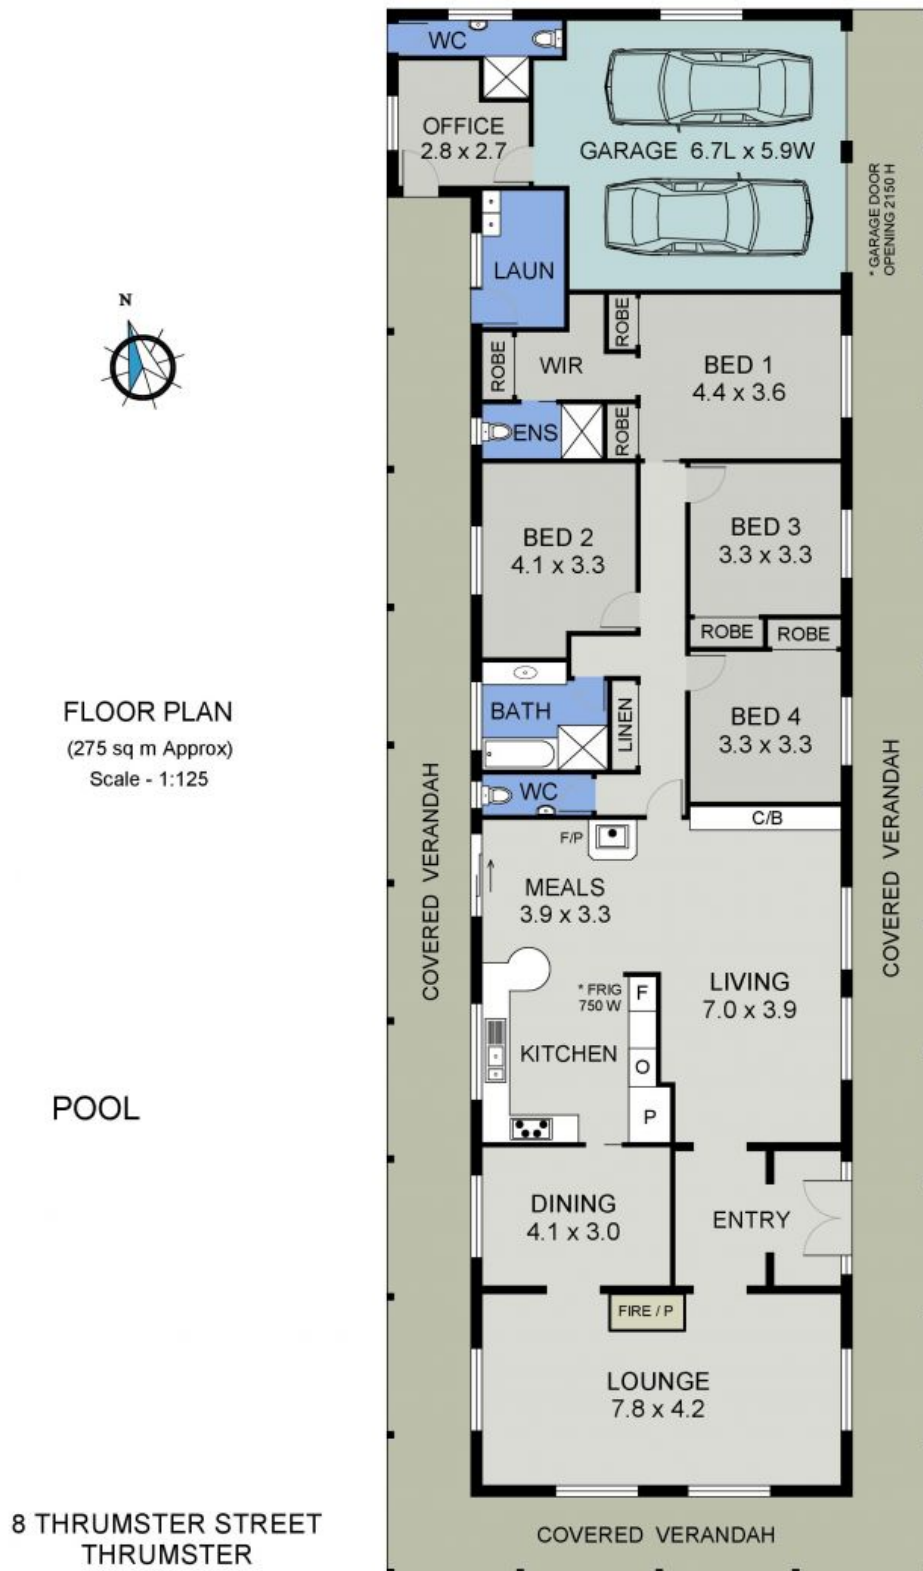 WC
OFFICE
2.8 x 2.7
GARAGE 6.7L x 5.9W
* GARAGE DOOR
OPENING 2150 H
LAUN
N
ROBE
ROBE
WIR
BED 1
4.4 x 3.6
ENS
ROBE
BED 2
4.1 x 3.3
BED 3
3.3 x 3.3
ROBE
ROBE
FLOOR PLAN
(275 sq m Approx)
Scale - 1:125
BATH
LINEN
BED 4
3.3 x 3.3
WC
C/B
F/P
COVERED VERANDAH
COVERED VERANDAH
MEALS
3.9 x 3.3
* FRIG
750 W
F
LIVING
7.0 x 3.9
KITCHEN
O
P
POOL
DINING
4.1 x 3.0
ENTRY
FIRE / P
LOUNGE
7.8 x 4.2
8 THRUMSTER STREET
THRUMSTER
COVERED VERANDAH